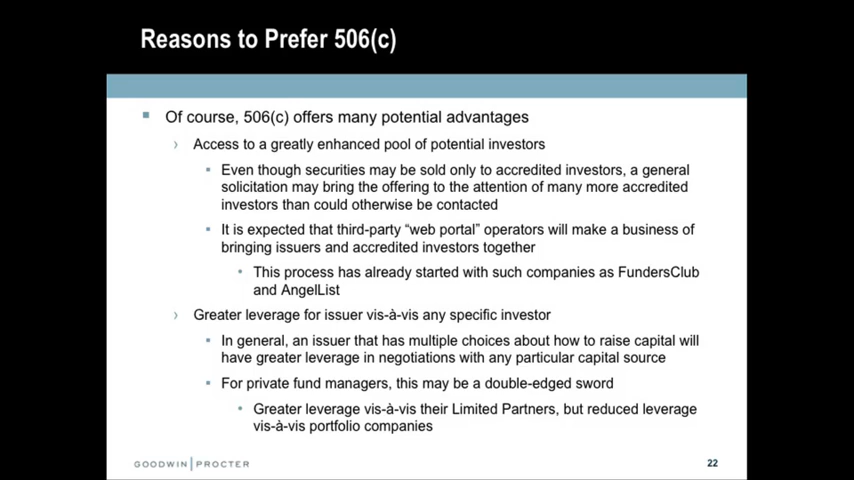 Reasons to Prefer 506(c)
Of course, 506(c) offers many potential advantages
Access to a greatly enhanced pool of potential investors
Even though securities may be sold only to accredited investors, a general
solicitation may bring the offering to the attention of many more accredited
investors than could otherwise be contacted
It is expected that third-party “web portal” operators will make a business of
bringing issuers and accredited investors together
This process has already started with such companies as FundersClub
and AngelList
Greater leverage for issuer vis-à-vis any specific investor
In general, an issuer that has multiple choices about how to raise capital will
have greater leverage in negotiations with any particular capital source
For private fund managers, this may be a double-edged sword
Greater leverage vis-à-vis their Limited Partners, but reduced leverage
vis-à-vis portfolio companies
GOODWIN | PROCTER
22